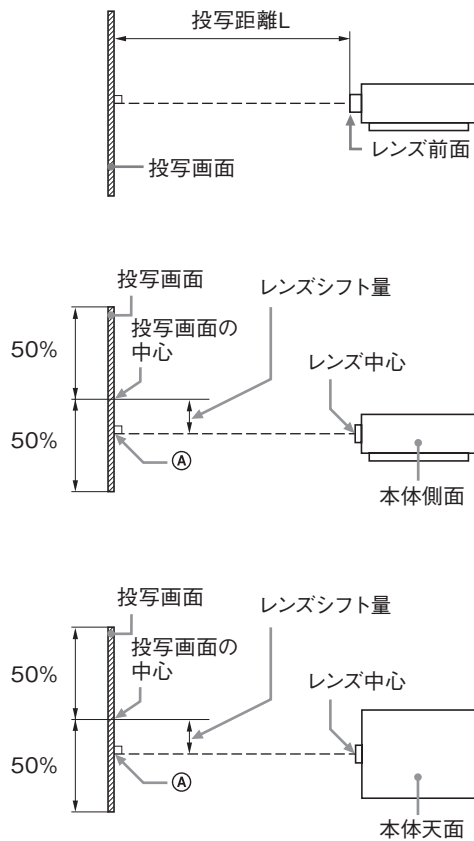 投写距離L
レンズ前面
投写画面
投写画面
レンズシフト量
投写画面の
中心
50%
レンズ中心
50%
Ⓐ
本体側面
投写画面
レンズシフト量
投写画面の
中心
50%
レンズ中心
50%
Ⓐ
本体天面